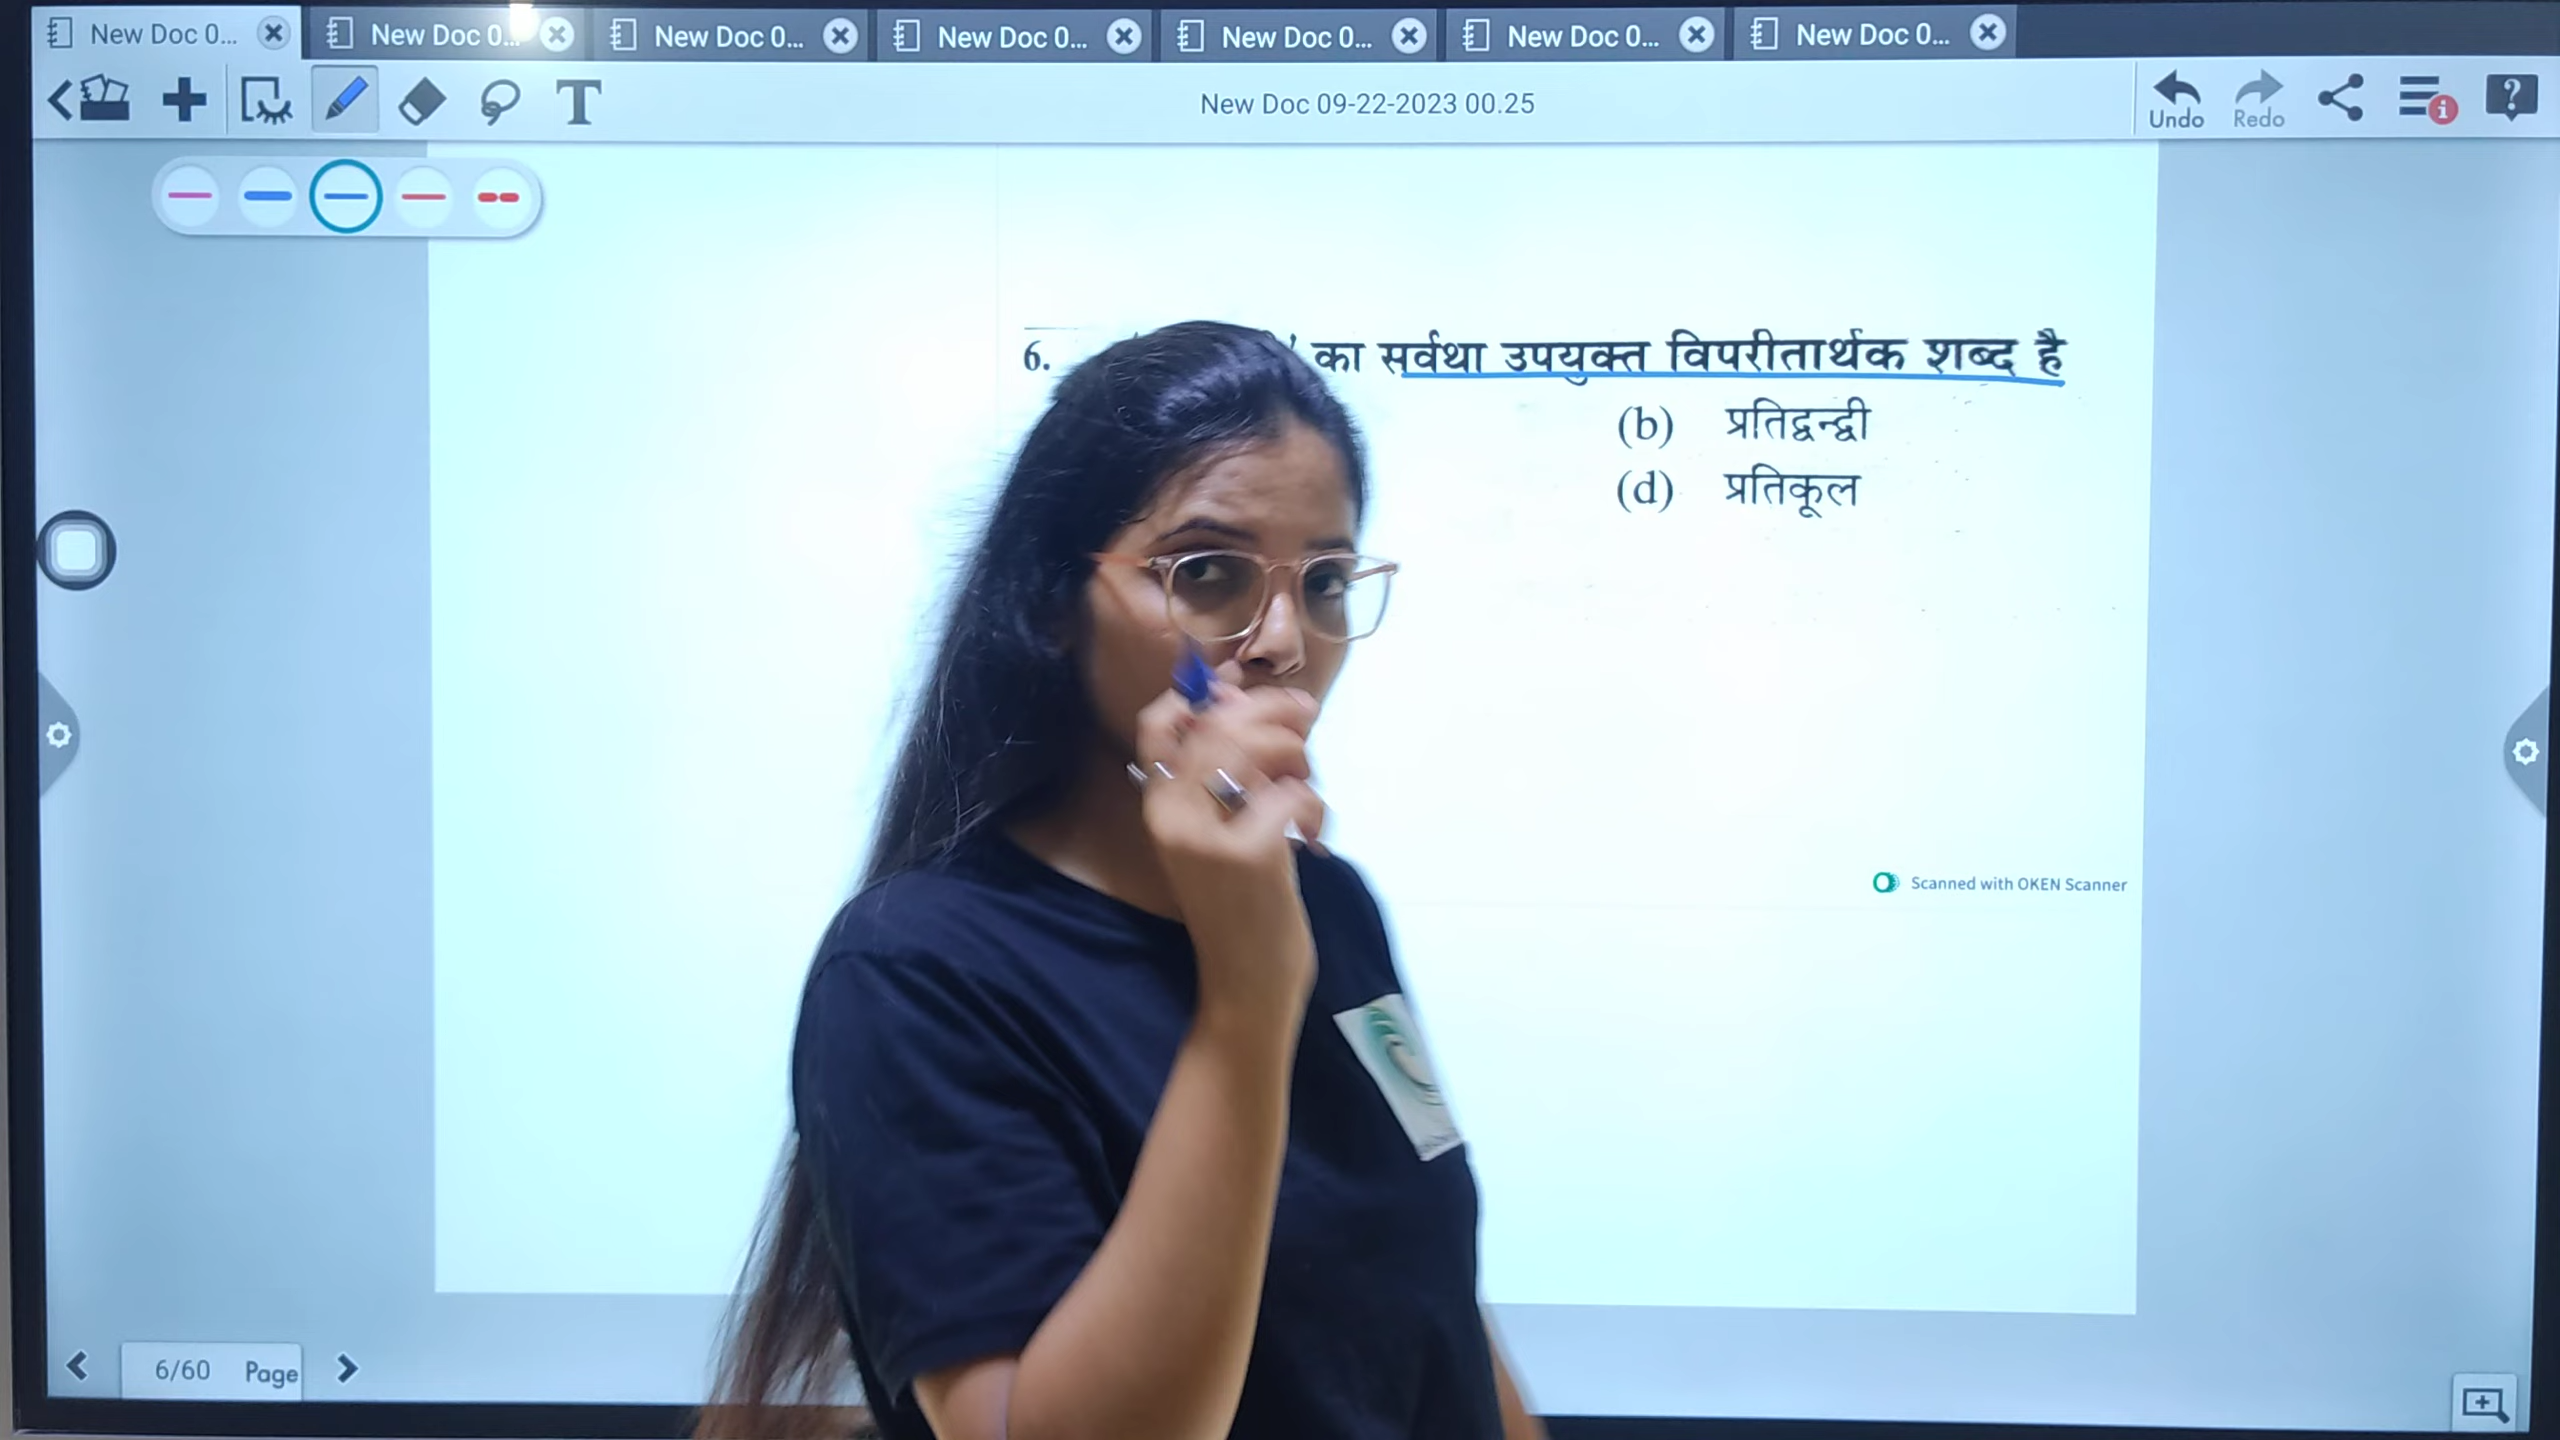 New Doc 0... New Doc 0... New Doc 0... New Doc 0... New Doc 0... New Doc 0... New Doc 0...
T New Doc 09-22-2023 00.25 Undo Redo
6. ' का सर्वथा उपयुक्त विपरीतार्थक शब्द है
(b) प्रतिद्वन्द्वी
(d) प्रतिकूल
Scanned with OKEN Scanner
6/60 Page